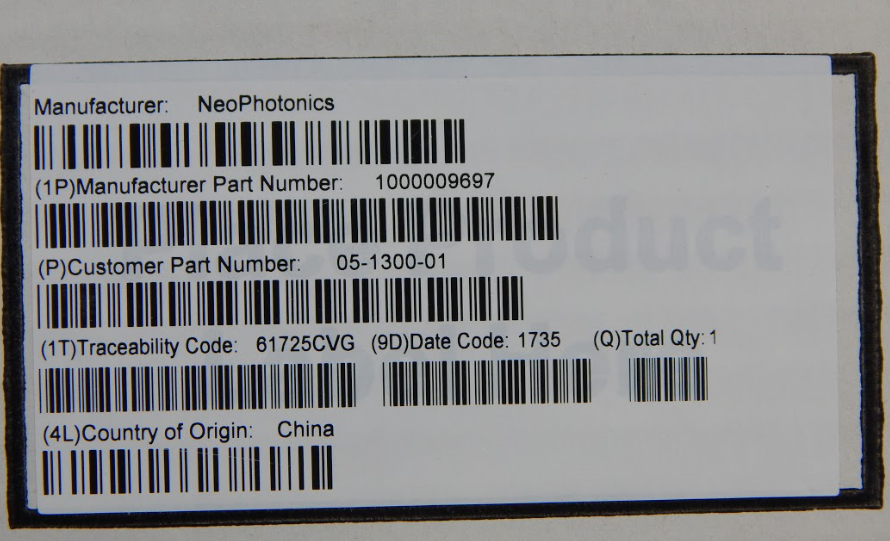 Manufacturer: NeoPhotonics
(1P)Manufacturer Part Number: 1000009697
(P)Customer Part Number: 05-1300-01
(1T)Traceability Code: 61725CVG (9D)Date Code: 1735 (Q)Total Qty: 1
(4L)Country of Origin: China